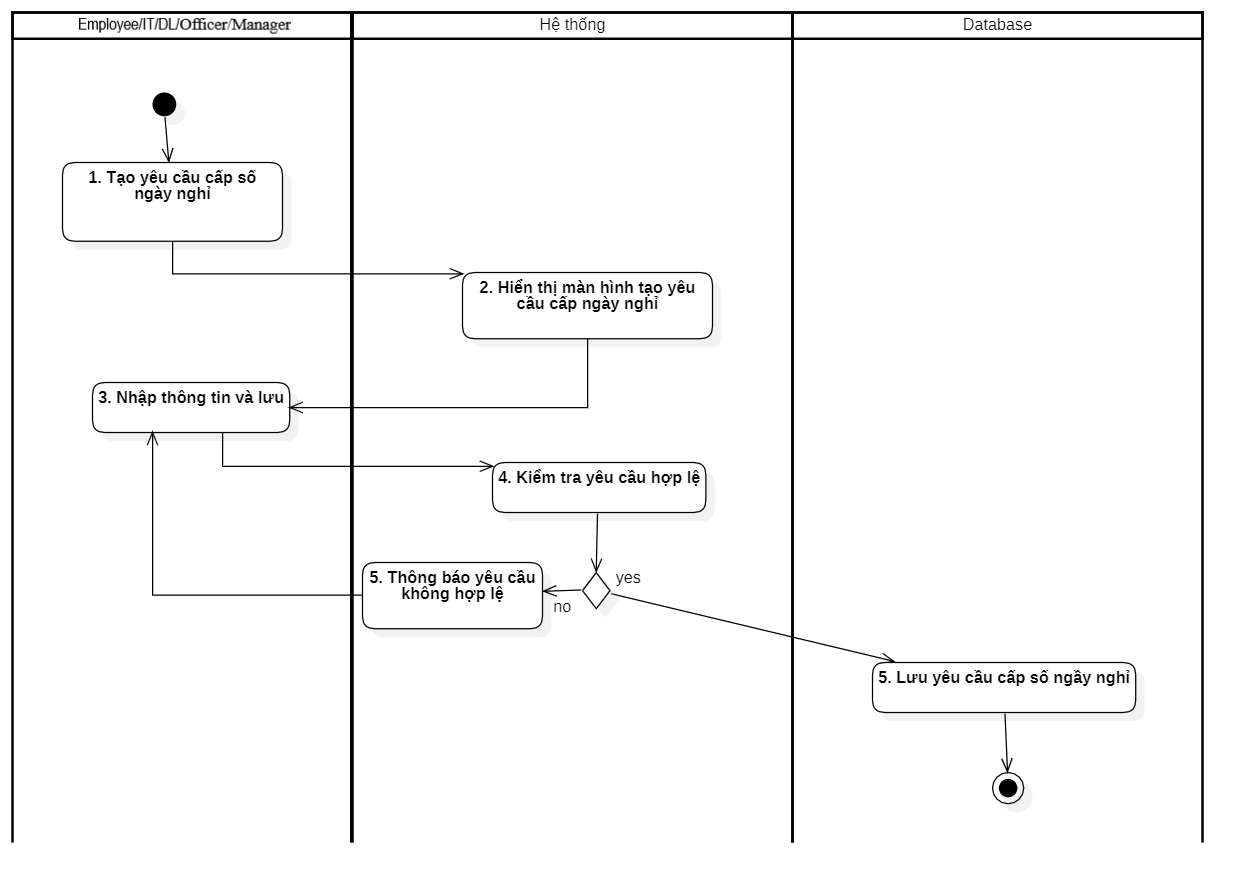 Employee/IT/DL/Officer/Manager
Hệ thống
Database
1. Tạo yêu cầu cấp số
ngày nghỉ
2. Hiển thị màn hình tạo yêu
cầu cấp ngày nghỉ
3. Nhập thông tin và lưu
4. Kiểm tra yêu cầu hợp lệ
5. Thông báo yêu cầu
không hợp lệ
yes
no
5. Lưu yêu cầu cấp số ngầy nghỉ